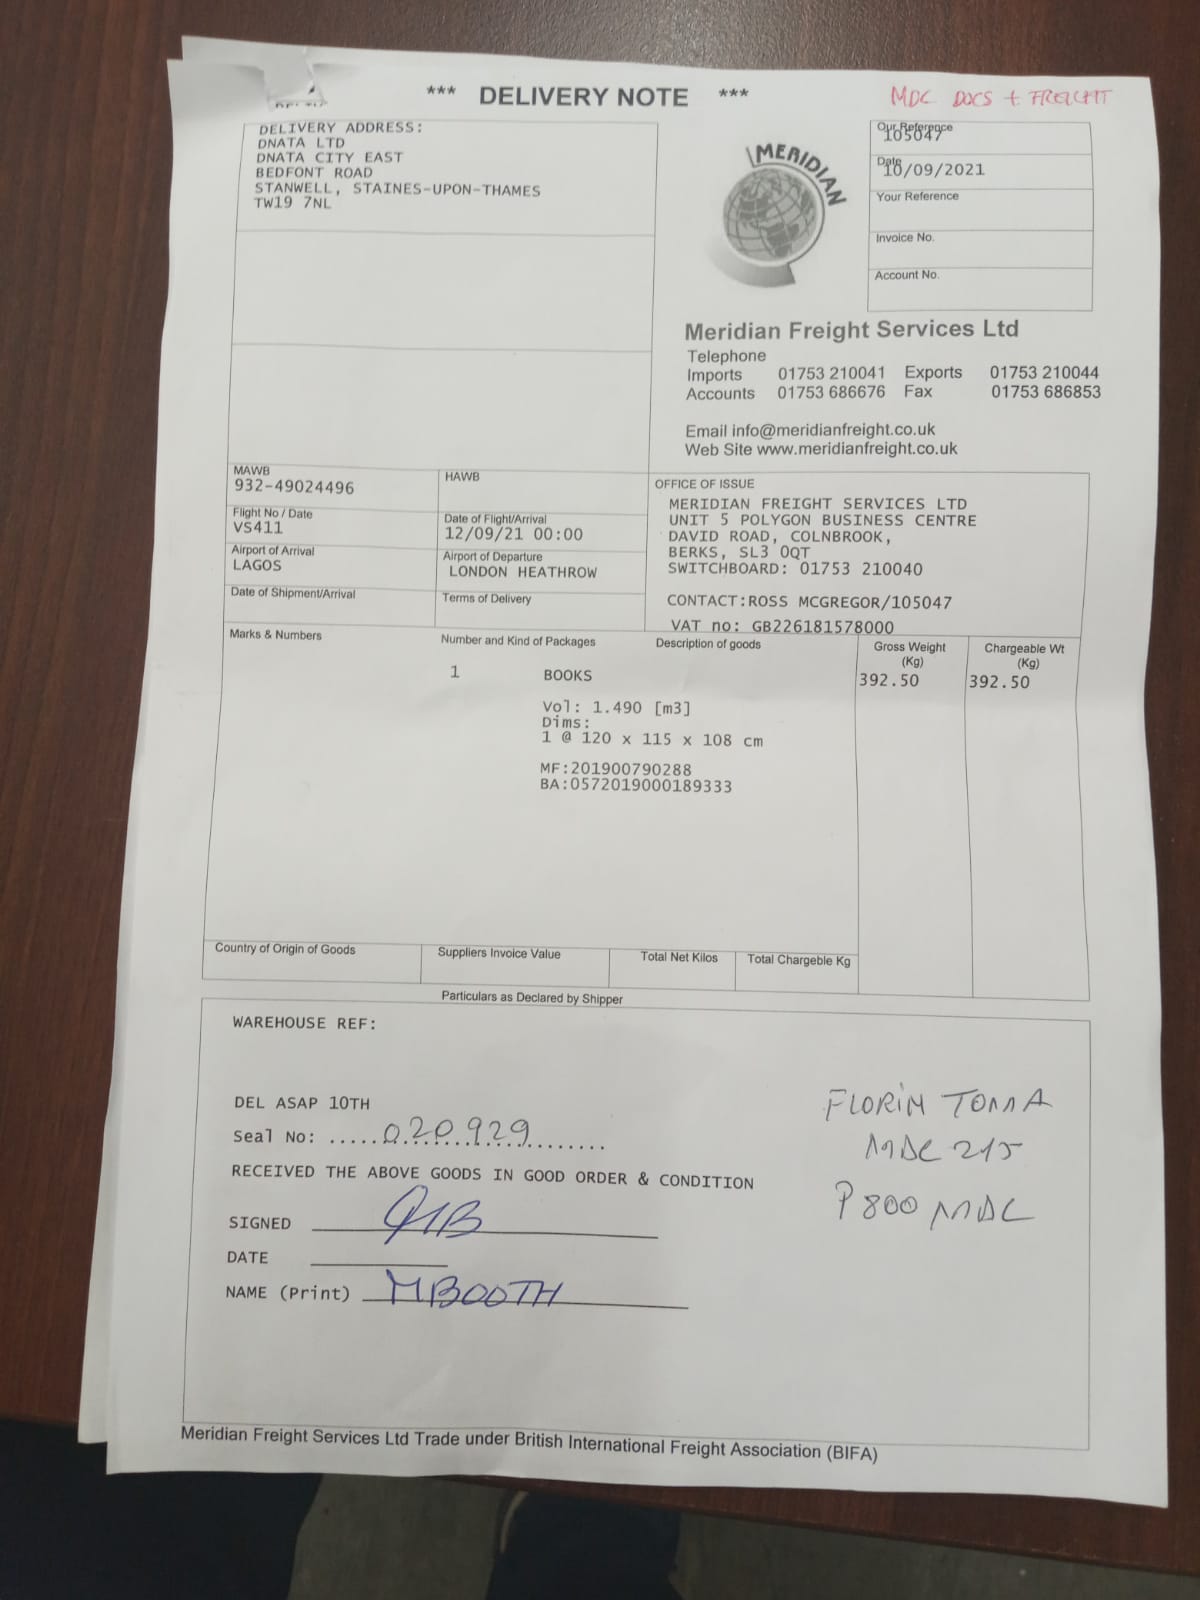 *** DELIVERY NOTE ***
MDC DOCS + FREIGHT
DELIVERY ADDRESS:
DNATA LTD
DNATA CITY EAST
BEDFONT ROAD
STANWELL, STAINES-UPON-THAMES
TW19 7NL
MERIDIAN
Our Reference
105047
Date
10/09/2021
Your Reference
Invoice No.
Account No.
Meridian Freight Services Ltd
Telephone
Imports 01753 210041 Exports 01753 210044
Accounts 01753 686676 Fax 01753 686853
Email info@meridianfreight.co.uk
Web Site www.meridianfreight.co.uk
MAWB
932-49024496
HAWB
Flight No / Date
VS411
Date of Flight/Arrival
12/09/21 00:00
Airport of Arrival
LAGOS
Airport of Departure
LONDON HEATHROW
Date of Shipment/Arrival
Terms of Delivery
OFFICE OF ISSUE
MERIDIAN FREIGHT SERVICES LTD
UNIT 5 POLYGON BUSINESS CENTRE
DAVID ROAD, COLNBROOK,
BERKS, SL3 0QT
SWITCHBOARD: 01753 210040
CONTACT:ROSS MCGREGOR/105047
VAT no: GB226181578000
Marks & Numbers Number and Kind of Packages Description of goods Gross Weight (Kg) Chargeable Wt (Kg)
1 BOOKS 392.50 392.50
Vol: 1.490 [m3]
Dims:
1 @ 120 x 115 x 108 cm
MF:201900790288
BA:0572019000189333
Country of Origin of Goods Suppliers Invoice Value Total Net Kilos Total Chargeble Kg
Particulars as Declared by Shipper
WAREHOUSE REF:
DEL ASAP 10TH
Seal No: .....020929.........
RECEIVED THE ABOVE GOODS IN GOOD ORDER & CONDITION
SIGNED
DATE
NAME (Print) MBOOTH
FLORIN TOMA
MDC 215
P800 MDC
Meridian Freight Services Ltd Trade under British International Freight Association (BIFA)